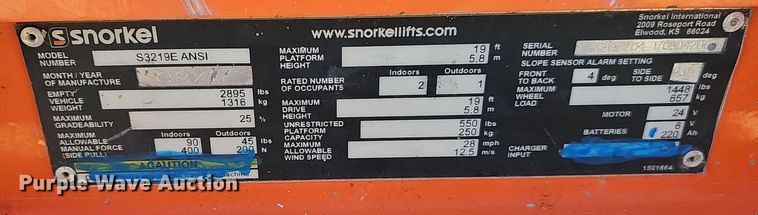 snorkel
www.snorkellifts.com
Snorkel International
2009 Roseport Road
Elwood, KS 66024
MODEL NUMBER S3219E ANSI
MONTH / YEAR OF MANUFACTURE
EMPTY VEHICLE WEIGHT 2895 lbs 1316 kg
MAXIMUM GRADEABILITY 25 %
Indoors Outdoors
MAXIMUM ALLOWABLE MANUAL FORCE (SIDE PULL) 90 45 lbs 400 200 N
CAUTION
MAXIMUM PLATFORM HEIGHT 19 ft 5.8 m
Indoors Outdoors
RATED NUMBER OF OCCUPANTS 2 1
MAXIMUM DRIVE HEIGHT 19 ft 5.8 m
UNRESTRICTED PLATFORM CAPACITY 550 lbs 250 kg
MAXIMUM ALLOWABLE WIND SPEED 28 mph 12.5 m/s
SERIAL NUMBER
SLOPE SENSOR ALARM SETTING
FRONT TO BACK 4 deg SIDE TO SIDE deg
MAXIMUM WHEEL LOAD 1448 lbs 657 kg
MOTOR 24 V
BATTERIES 6 V 220 Ah
CHARGER INPUT
1501664
Purple Wave Auction